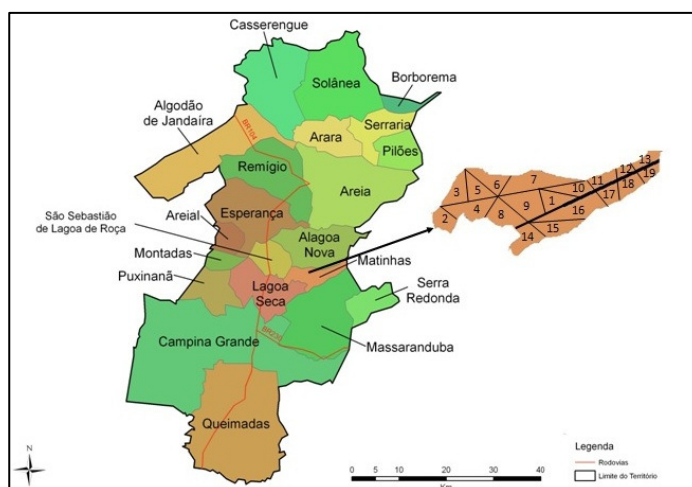 Casserengue
Solânea
Borborema
Algodão
de Jandaíra
BR104
Arara
Serraria
Pilões
Remígio
Areia
São Sebastião
de Lagoa de Roça
Areial
Esperança
Alagoa
Nova
Montadas
Matinhas
Puxinanã
Lagoa
Seca
Serra
Redonda
Campina Grande
BR230
Massaranduba
Queimadas
1
2
3
4
5
6
7
8
9
10
11
12
13
14
15
16
17
18
19
N
0 5 10 20 30 40
Km
Legenda
Rodovias
Limite do Território